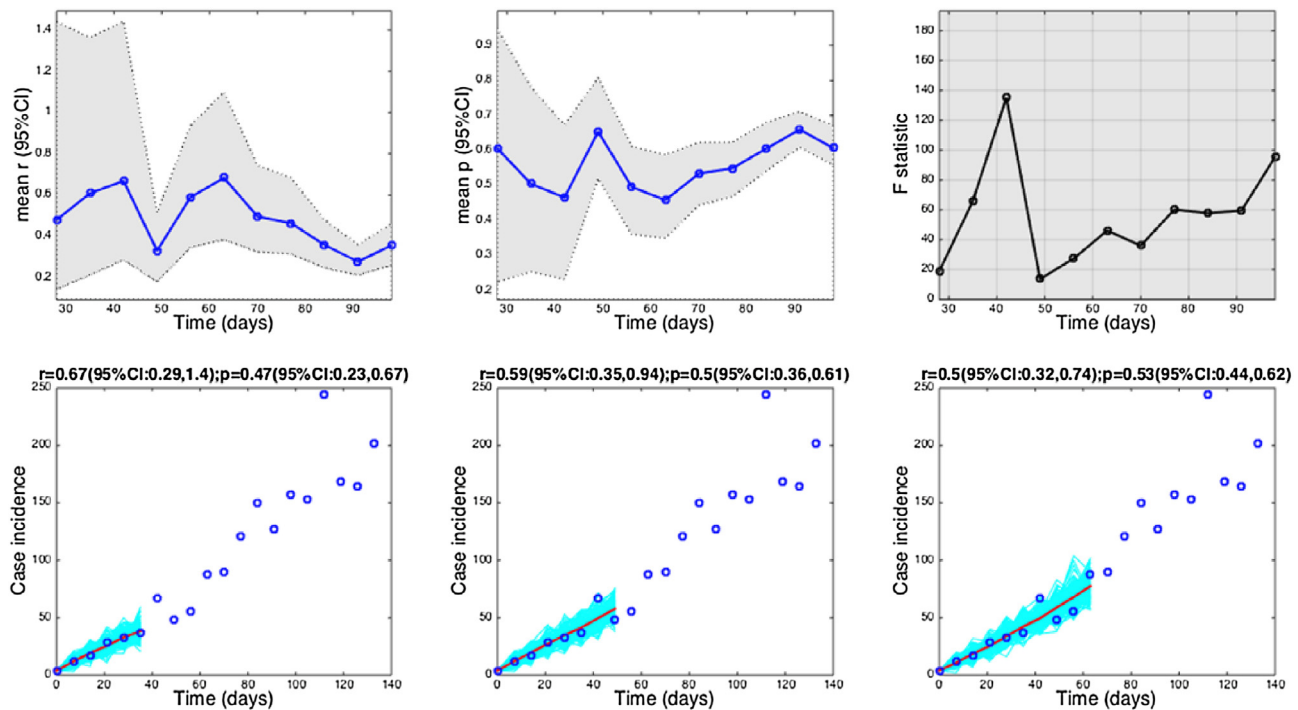 mean r (95%CI)
1.4
1.2
1
0.8
0.6
0.4
0.2
30 40 50 60 70 80 90
Time (days)
mean p (95%CI)
0.9
0.8
0.7
0.6
0.5
0.4
0.3
0.2
30 40 50 60 70 80 90
Time (days)
F statistic
180
160
140
120
100
80
60
40
20
0
30 40 50 60 70 80 90
Time (days)
r=0.67(95%CI:0.29,1.4);p=0.47(95%CI:0.23,0.67)
Case incidence
250
200
150
100
50
0
0 20 40 60 80 100 120 140
Time (days)
r=0.59(95%CI:0.35,0.94);p=0.5(95%CI:0.36,0.61)
Case incidence
250
200
150
100
50
0
0 20 40 60 80 100 120 140
Time (days)
r=0.5(95%CI:0.32,0.74);p=0.53(95%CI:0.44,0.62)
Case incidence
250
200
150
100
50
0
0 20 40 60 80 100 120 140
Time (days)